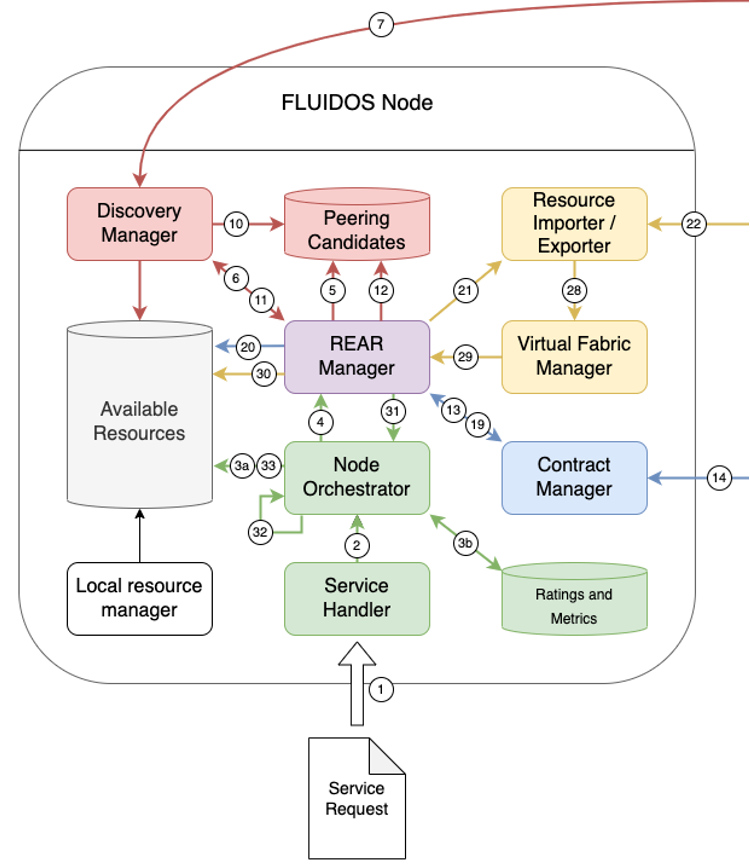 7
FLUIDOS Node
Discovery
Manager
10
Peering
Candidates
Resource
Importer /
Exporter
22
6
11
5
12
21
28
20
30
REAR
Manager
29
Virtual Fabric
Manager
Available
Resources
4
31
13
19
3a
33
Node
Orchestrator
Contract
Manager
14
32
2
3b
Local resource
manager
Service
Handler
Ratings and
Metrics
1
Service
Request